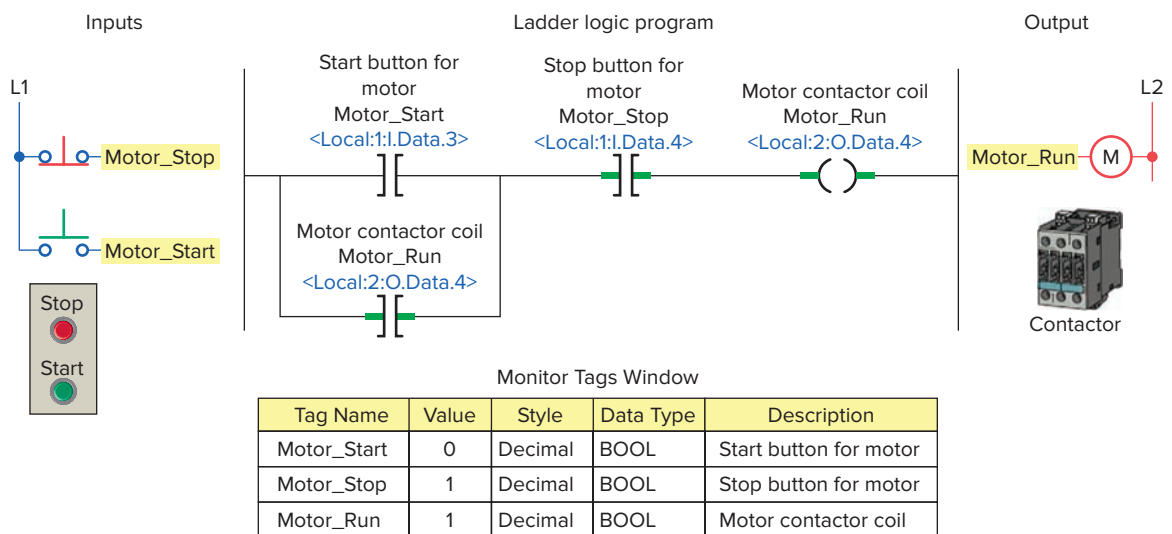 Inputs
Ladder logic program
Output
L1
Motor_Stop
Motor_Start
Stop
Start
Start button for
motor
Motor_Start
<Local:1:I.Data.3>
Stop button for
motor
Motor_Stop
<Local:1:I.Data.4>
Motor contactor coil
Motor_Run
<Local:2:O.Data.4>
Motor contactor coil
Motor_Run
<Local:2:O.Data.4>
L2
Motor_Run
M
Contactor
Monitor Tags Window
Tag Name Value Style Data Type Description
Motor_Start 0 Decimal BOOL Start button for motor
Motor_Stop 1 Decimal BOOL Stop button for motor
Motor_Run 1 Decimal BOOL Motor contactor coil